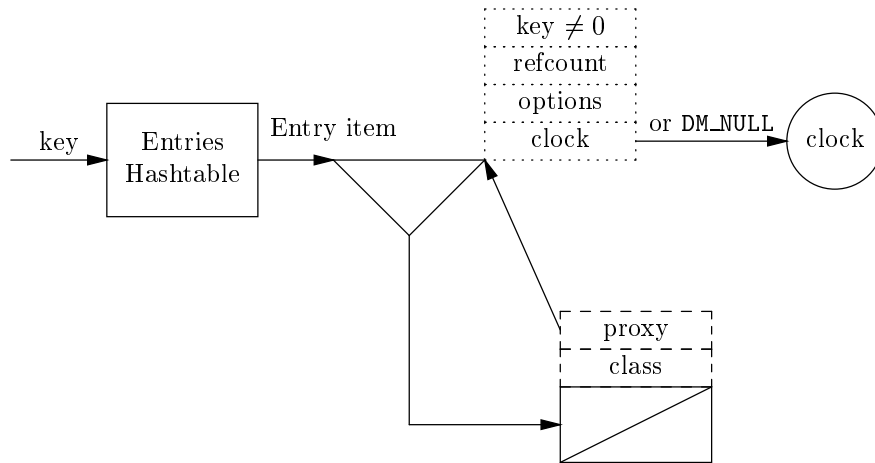 key ≠ 0
refcount
options
clock
or DM_NULL
clock
Entry item
key
Entries
Hashtable
proxy
class